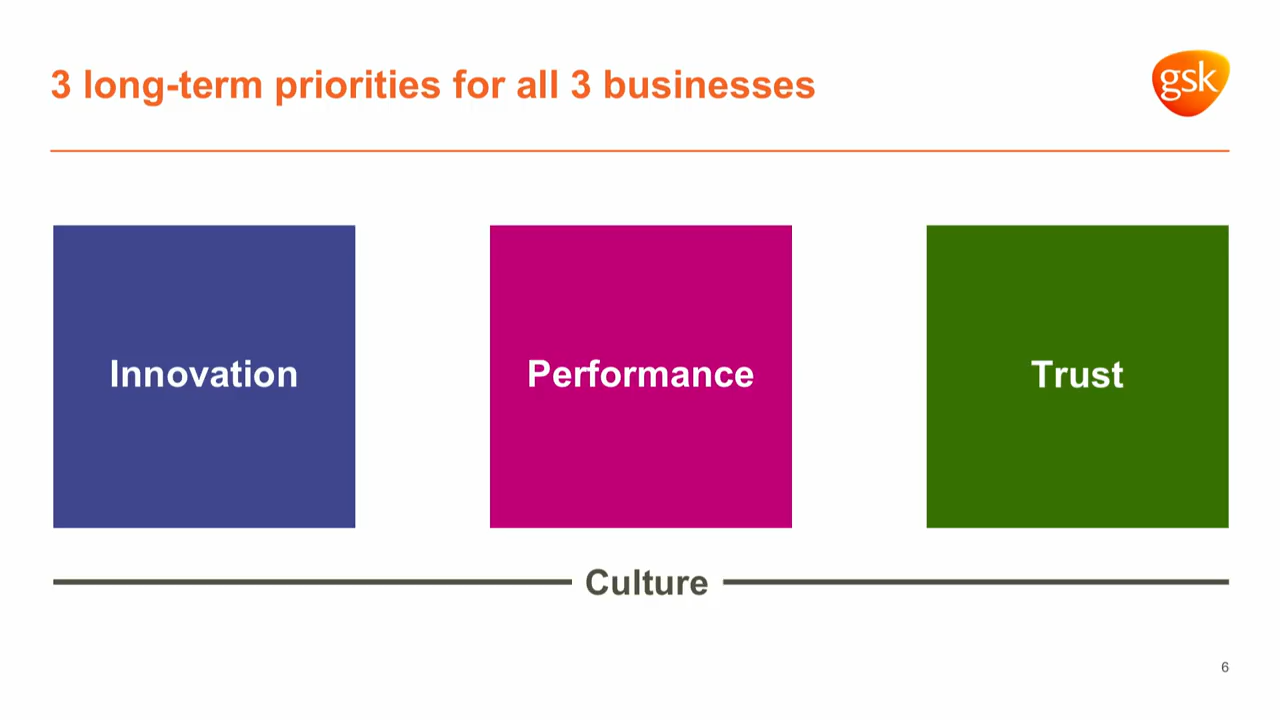 3 long-term priorities for all 3 businesses
gsk
Innovation
Performance
Trust
Culture
6